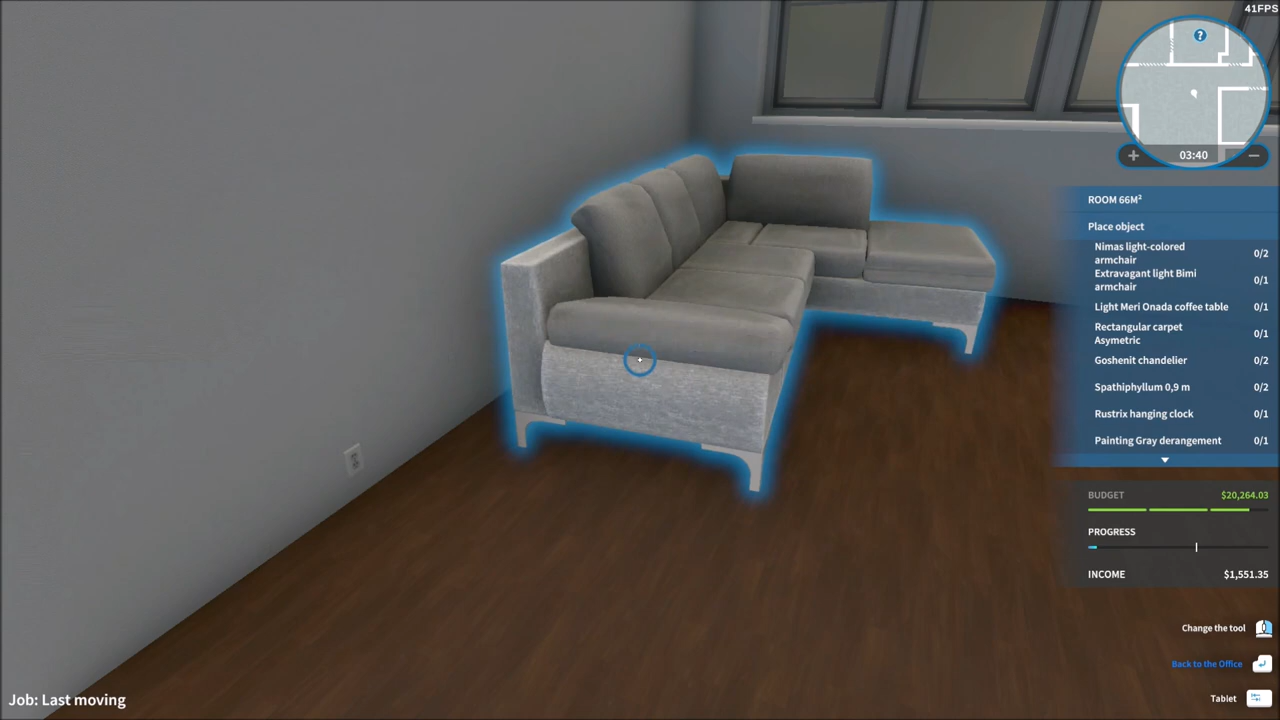 41FPS
?
+ 03:40 −
ROOM 66M²
Place object
Nimas light-colored
armchair 0/2
Extravagant light Bimi
armchair 0/1
Light Meri Onada coffee table 0/1
Rectangular carpet
Asymetric 0/1
Goshenit chandelier 0/2
Spathiphyllum 0,9 m 0/2
Rustrix hanging clock 0/1
Painting Gray derangement 0/1
BUDGET $20,264.03
PROGRESS
INCOME $1,551.35
Change the tool
Back to the Office
Tablet
Job: Last moving